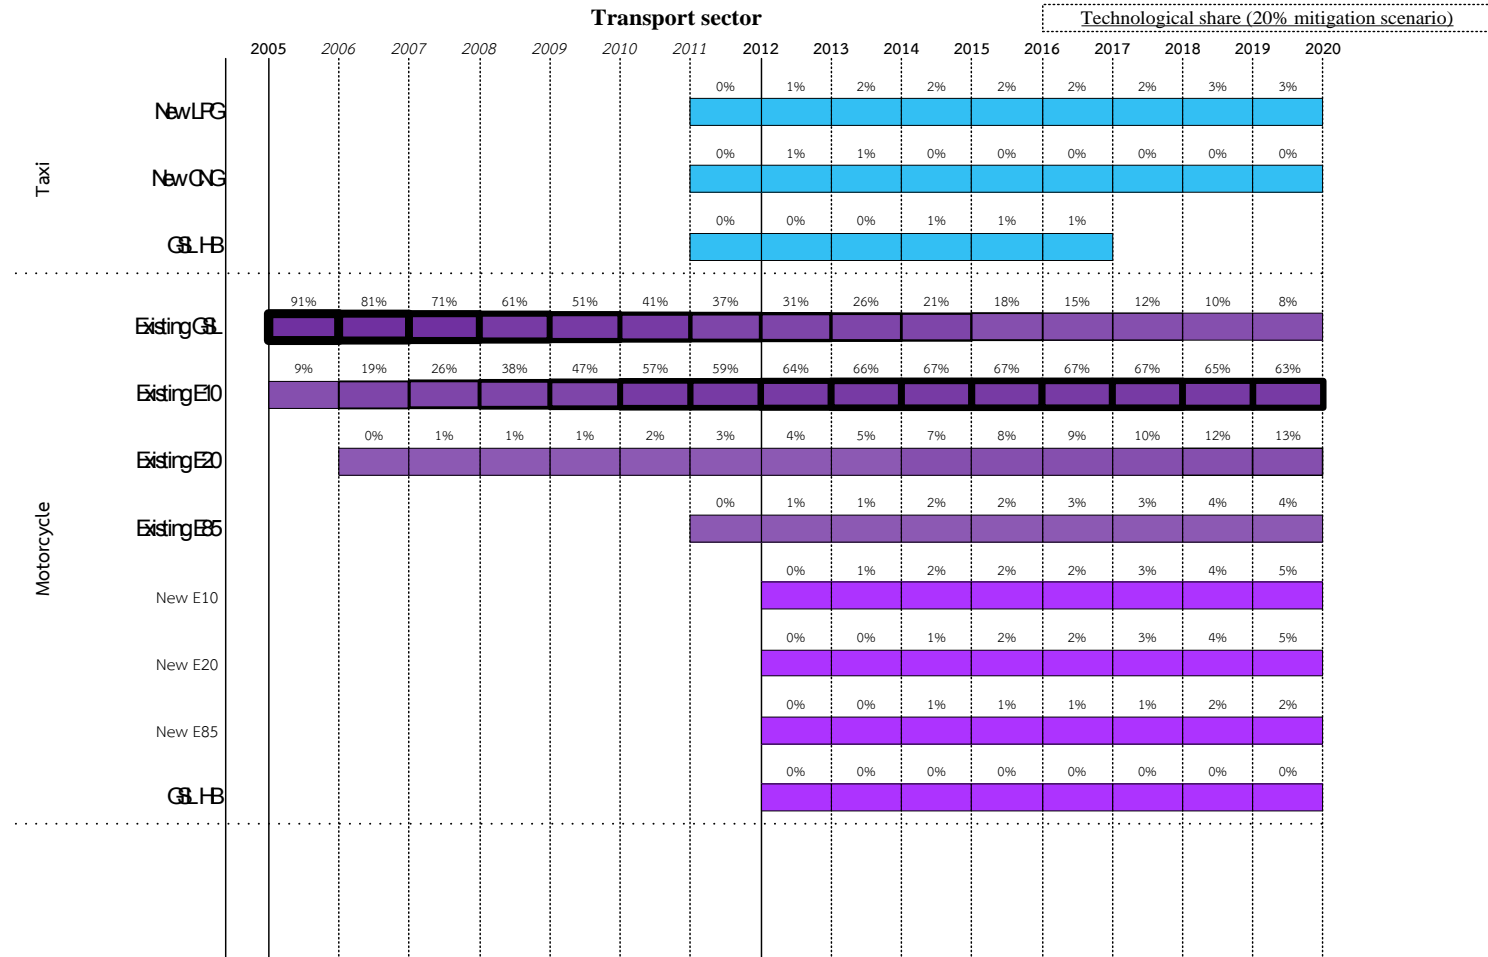 Transport sector
Technological share (20% mitigation scenario)
2005 2006 2007 2008 2009 2010 2011 2012 2013 2014 2015 2016 2017 2018 2019 2020
0% 1% 2% 2% 2% 2% 2% 3% 3%
New LPG
0% 1% 1% 0% 0% 0% 0% 0% 0%
New CNG
Taxi
0% 0% 0% 1% 1% 1%
GSL HB
91% 81% 71% 61% 51% 41% 37% 31% 26% 21% 18% 15% 12% 10% 8%
Existing GSL
9% 19% 26% 38% 47% 57% 59% 64% 66% 67% 67% 67% 67% 65% 63%
Existing E10
0% 1% 1% 1% 2% 3% 4% 5% 7% 8% 9% 10% 12% 13%
Existing E20
0% 1% 1% 2% 2% 3% 3% 4% 4%
Existing E85
Motorcycle
0% 1% 2% 2% 2% 3% 4% 5%
New E10
0% 0% 1% 2% 2% 3% 4% 5%
New E20
0% 0% 1% 1% 1% 1% 2% 2%
New E85
0% 0% 0% 0% 0% 0% 0% 0%
GSL HB